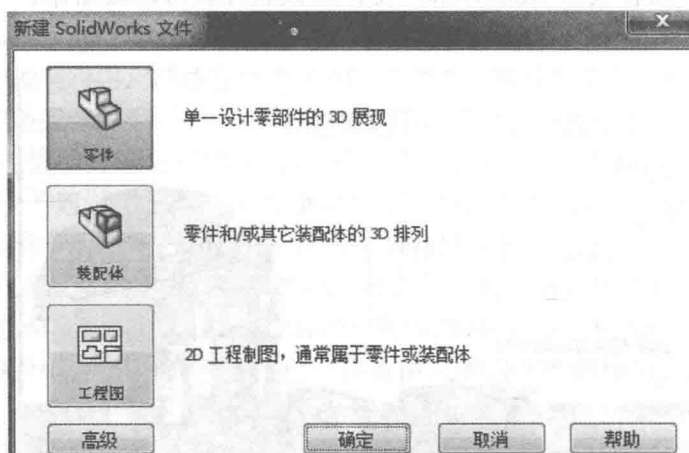 新建 SolidWorks 文件
单一设计零部件的 3D 展现
零件
零件和/或其它装配体的 3D 排列
装配体
2D 工程制图，通常属于零件或装配体
工程图
高级 确定 取消 帮助